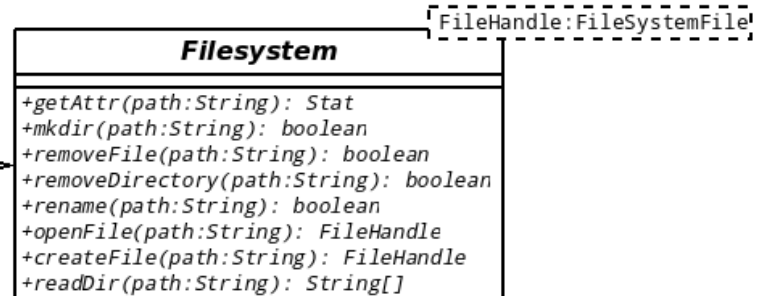 FileHandle:FileSystemFile
Filesystem
+getAttr(path:String): Stat
+mkdir(path:String): boolean
+removeFile(path:String): boolean
+removeDirectory(path:String): boolean
+rename(path:String): boolean
+openFile(path:String): FileHandle
+createFile(path:String): FileHandle
+readDir(path:String): String[]